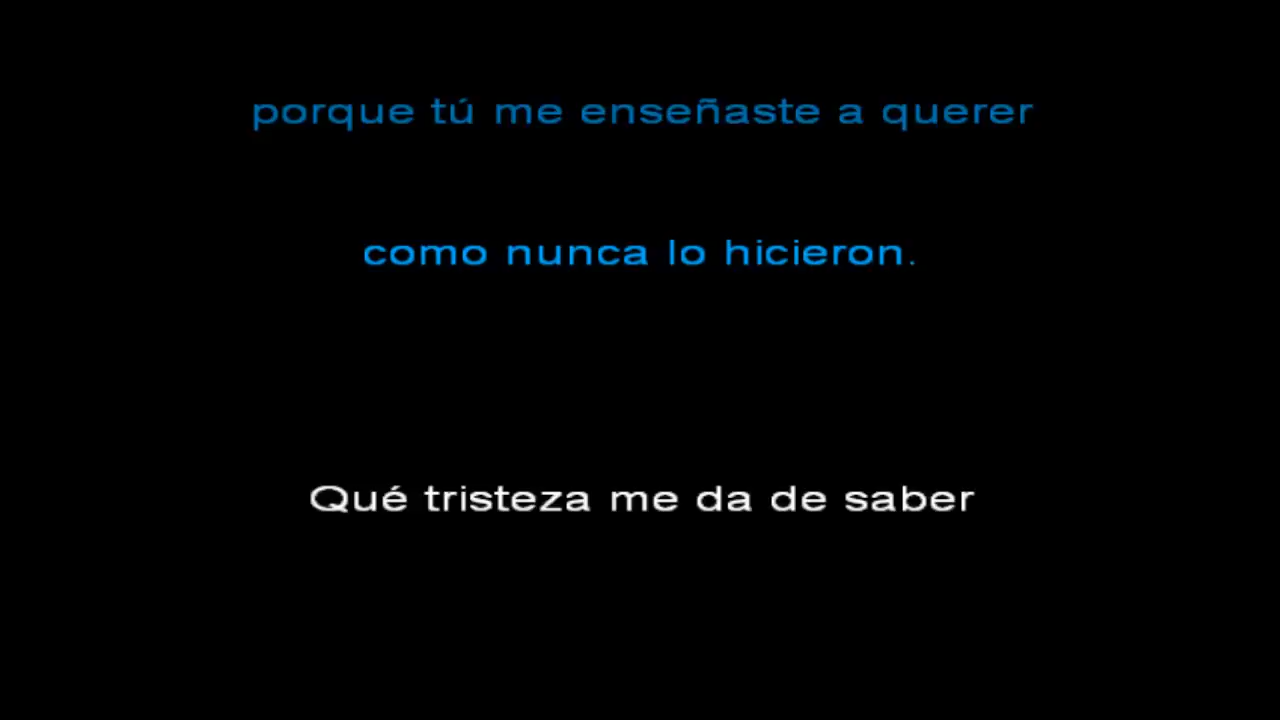 porque tú me enseñaste a querer
como nunca lo hicieron.
Qué tristeza me da de saber